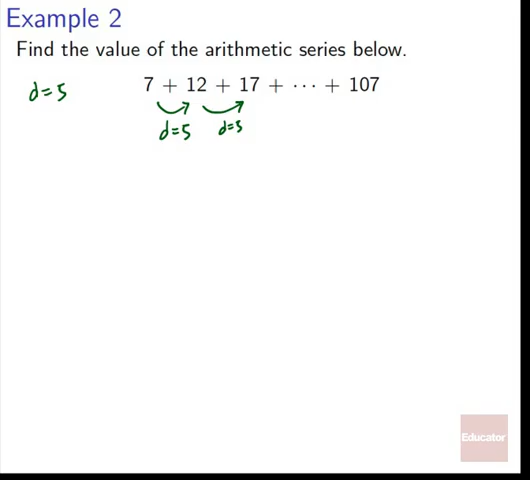 Example 2
Find the value of the arithmetic series below.
d=5 7 + 12 + 17 + ··· + 107
d=5 d=5
Educator